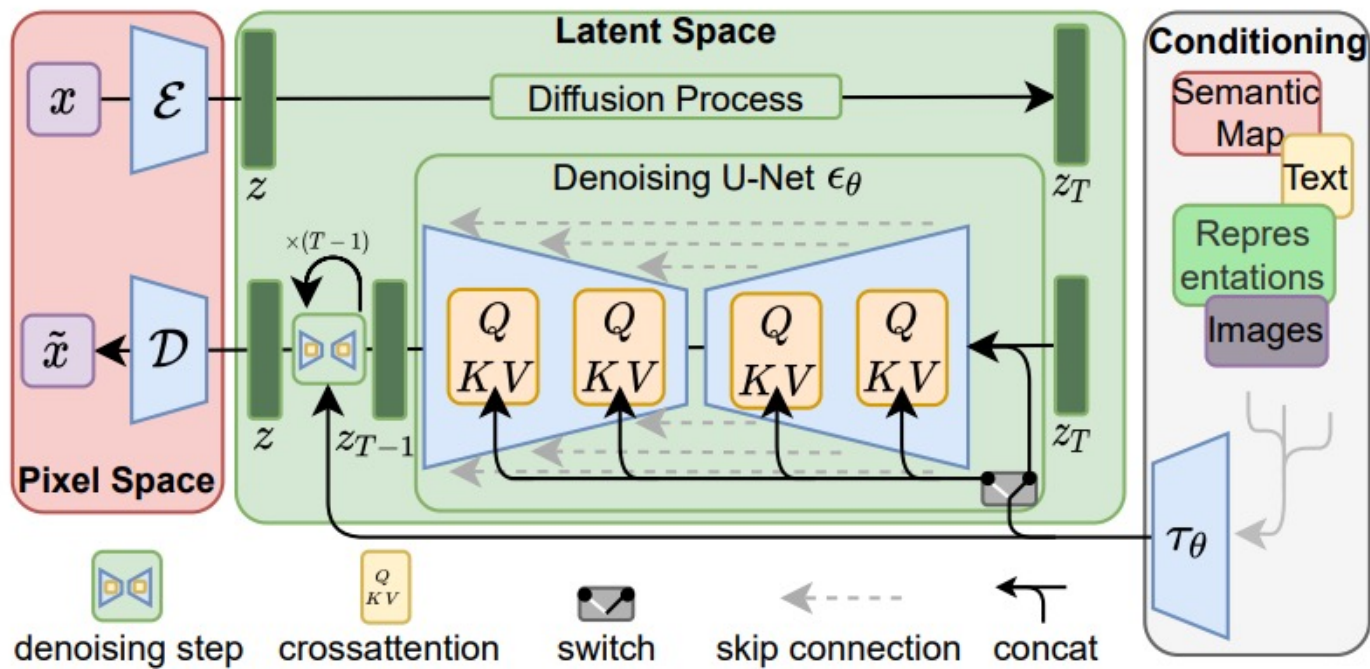 Latent Space
Conditioning
x
ℰ
Diffusion Process
Semantic
Map
Text
z
Denoising U-Net ϵ_θ
z_T
Repres
entations
Images
×(T−1)
Q
KV
Q
KV
Q
KV
Q
KV
x̃
𝒟
z
z_{T−1}
z_T
Pixel Space
τ_θ
Q
KV
denoising step
crossattention
switch
skip connection
concat